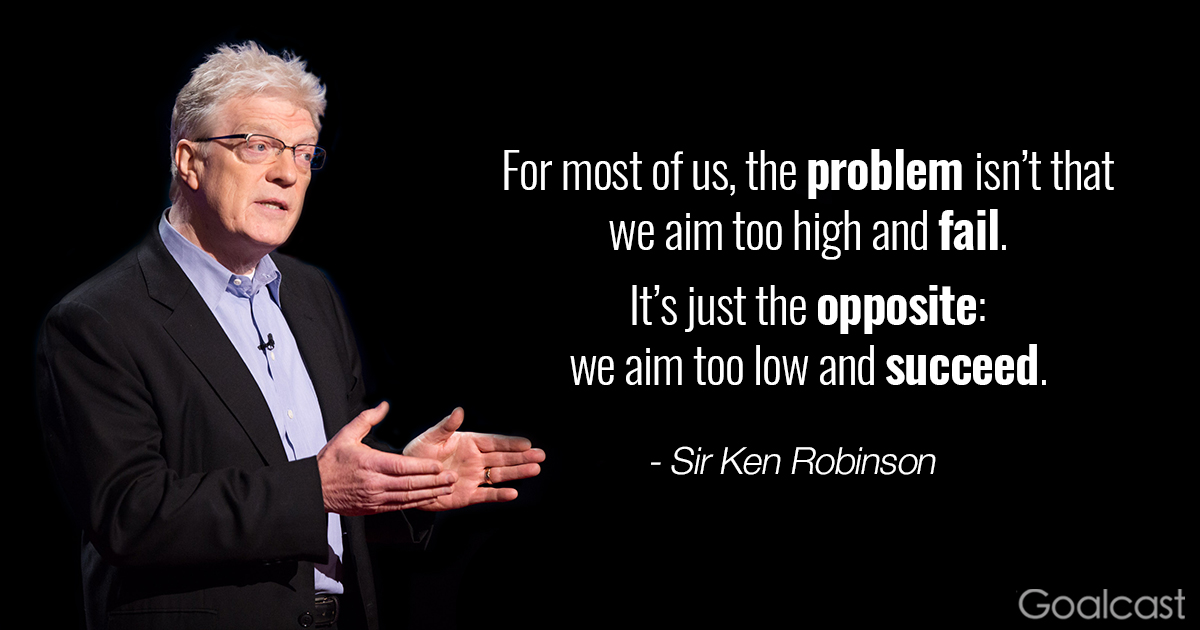 For most of us, the problem isn’t that
we aim too high and fail.
It’s just the opposite:
we aim too low and succeed.
- Sir Ken Robinson
Goalcast